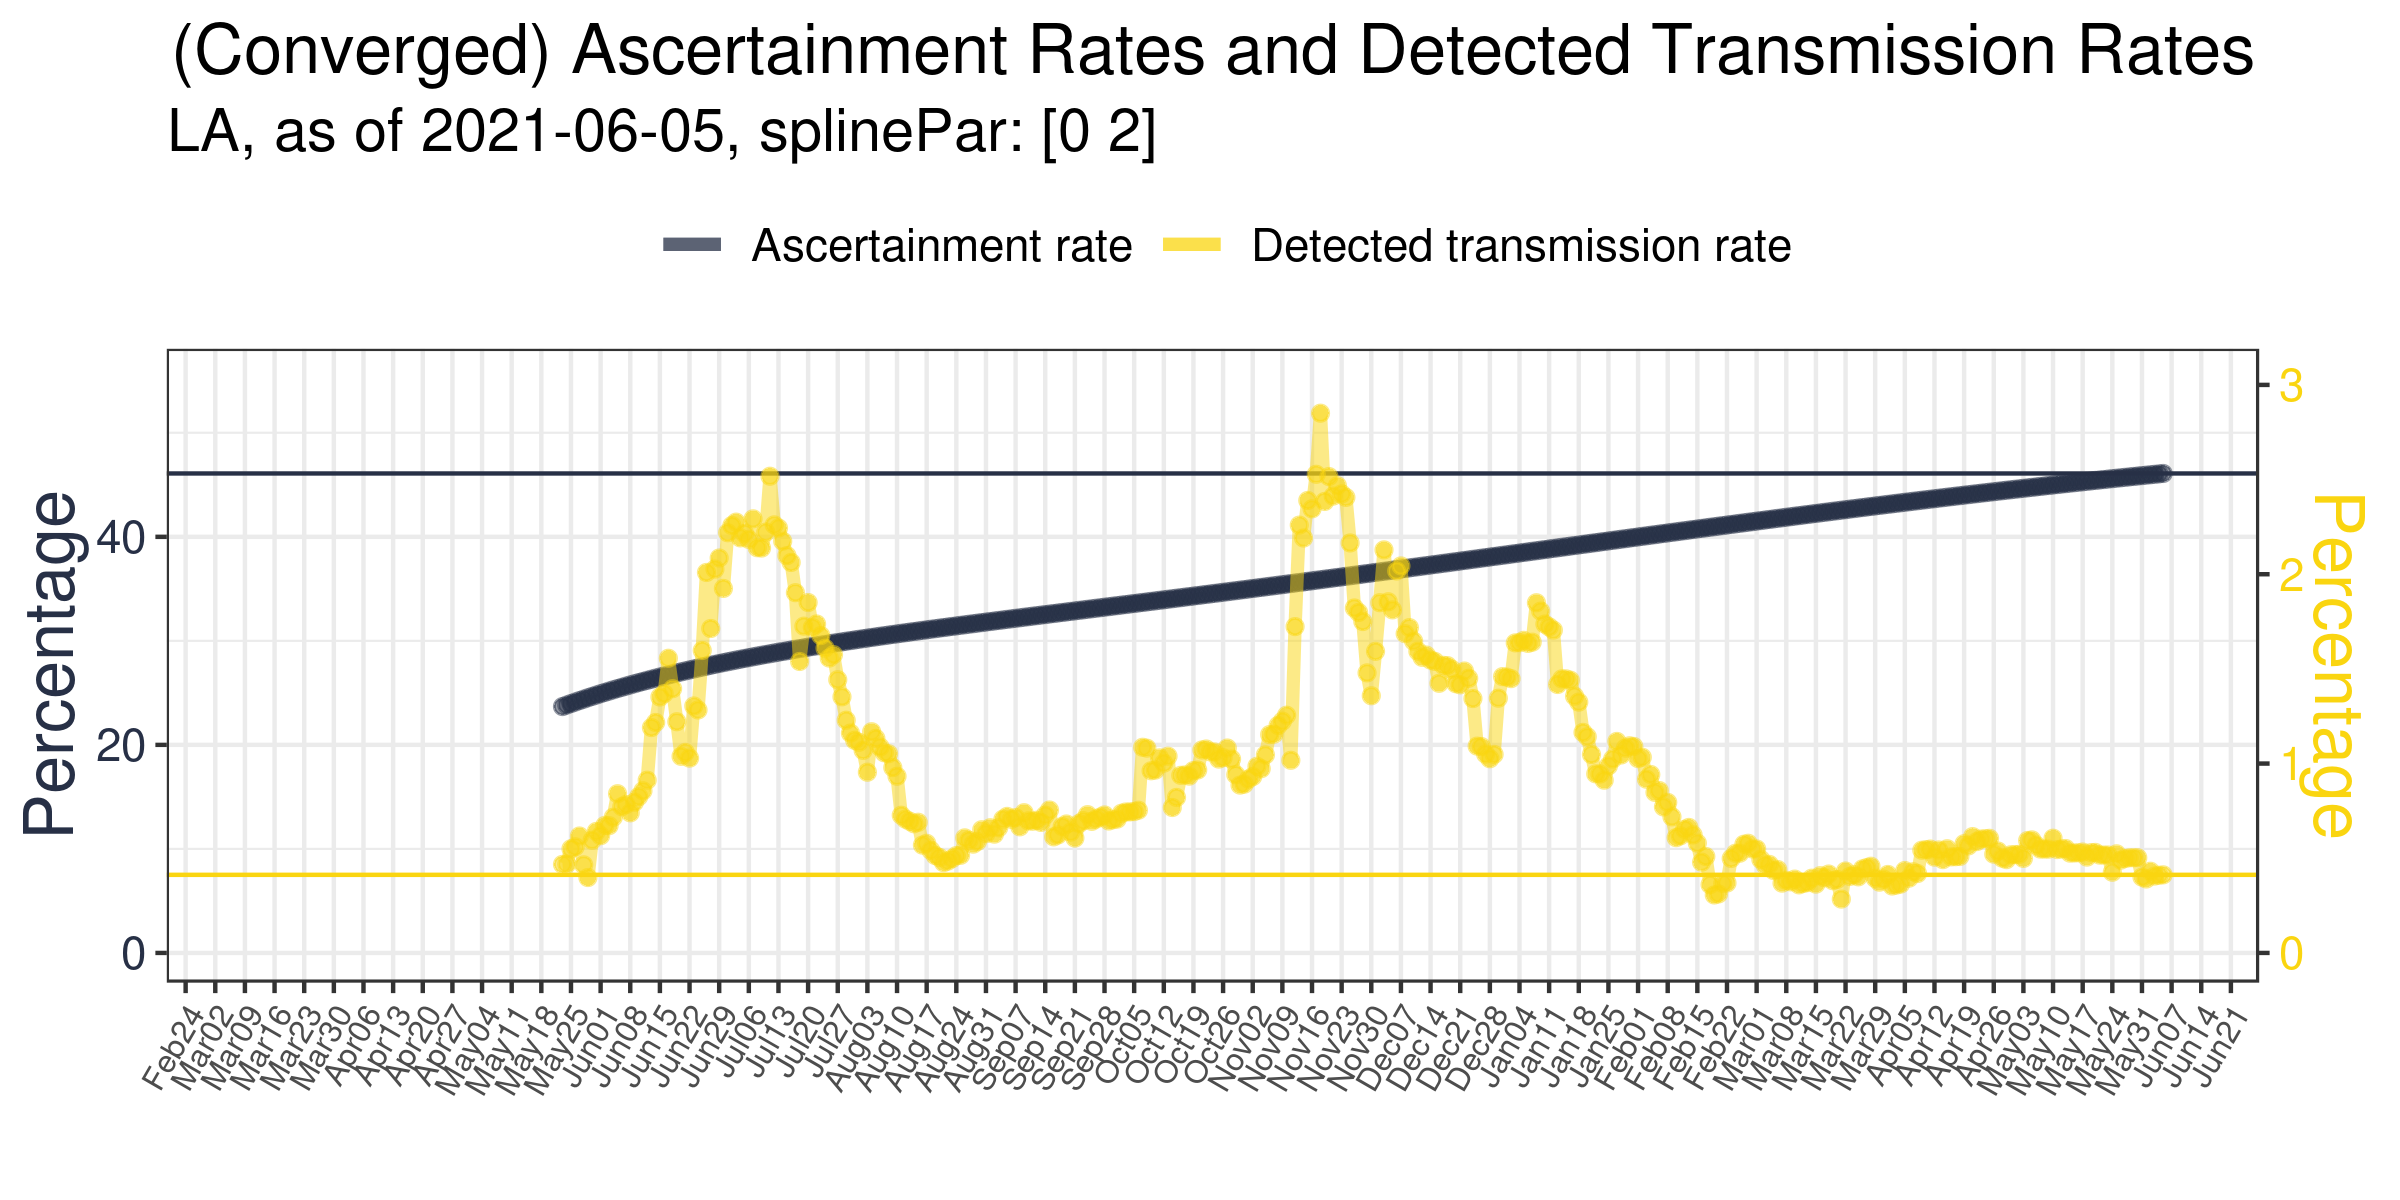 (Converged) Ascertainment Rates and Detected Transmission Rates
LA, as of 2021-06-05, splinePar: [0 2]
Ascertainment rate Detected transmission rate
Percentage
40
20
0
3
2
1
0
Percentage
Feb24 Mar02 Mar09 Mar16 Mar23 Mar30 Apr06 Apr13 Apr20 Apr27 May04 May11 May18 May25 Jun01 Jun08 Jun15 Jun22 Jun29 Jul06 Jul13 Jul20 Jul27 Aug03 Aug10 Aug17 Aug24 Aug31 Sep07 Sep14 Sep21 Sep28 Oct05 Oct12 Oct19 Oct26 Nov02 Nov09 Nov16 Nov23 Nov30 Dec07 Dec14 Dec21 Dec28 Jan04 Jan11 Jan18 Jan25 Feb01 Feb08 Feb15 Feb22 Mar01 Mar08 Mar15 Mar22 Mar29 Apr05 Apr12 Apr19 Apr26 May03 May10 May17 May24 May31 Jun07 Jun14 Jun21